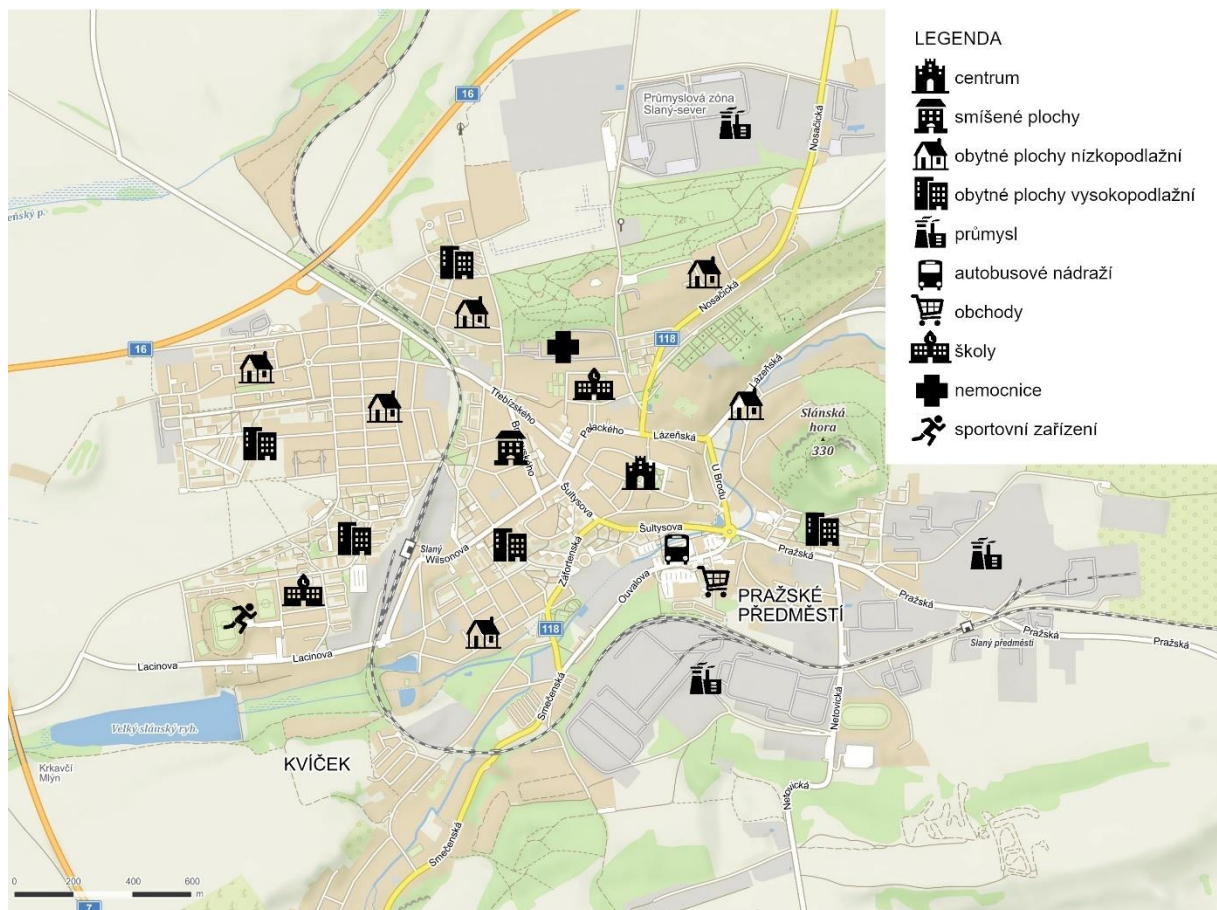 LEGENDA
centrum
smíšené plochy
obytné plochy nízkopodlažní
obytné plochy vysokopodlažní
průmysl
autobusové nádraží
obchody
školy
nemocnice
sportovní zařízení
16
Průmyslová zóna
Slaný-sever
Nosačická
Nosačická
118
16
Lázeňská
Třebízského
Palackého
Lázeňská
Slánská
hora
330
U Brodu
Šultysova
Šultysova
Slaný
Wilsonova
Záfortenská
Ouvalova
Pražská
PRAŽSKÉ
PŘEDMĚSTÍ
Pražská
Pražská
Pražská
Slaný předměstí
118
Lacinova
Lacinova
Smečenská
Netovická
Velký slánský ryb.
KVÍČEK
Krkavčí
Mlýn
Netovická
Smečenská
0 200 400 600
m
7